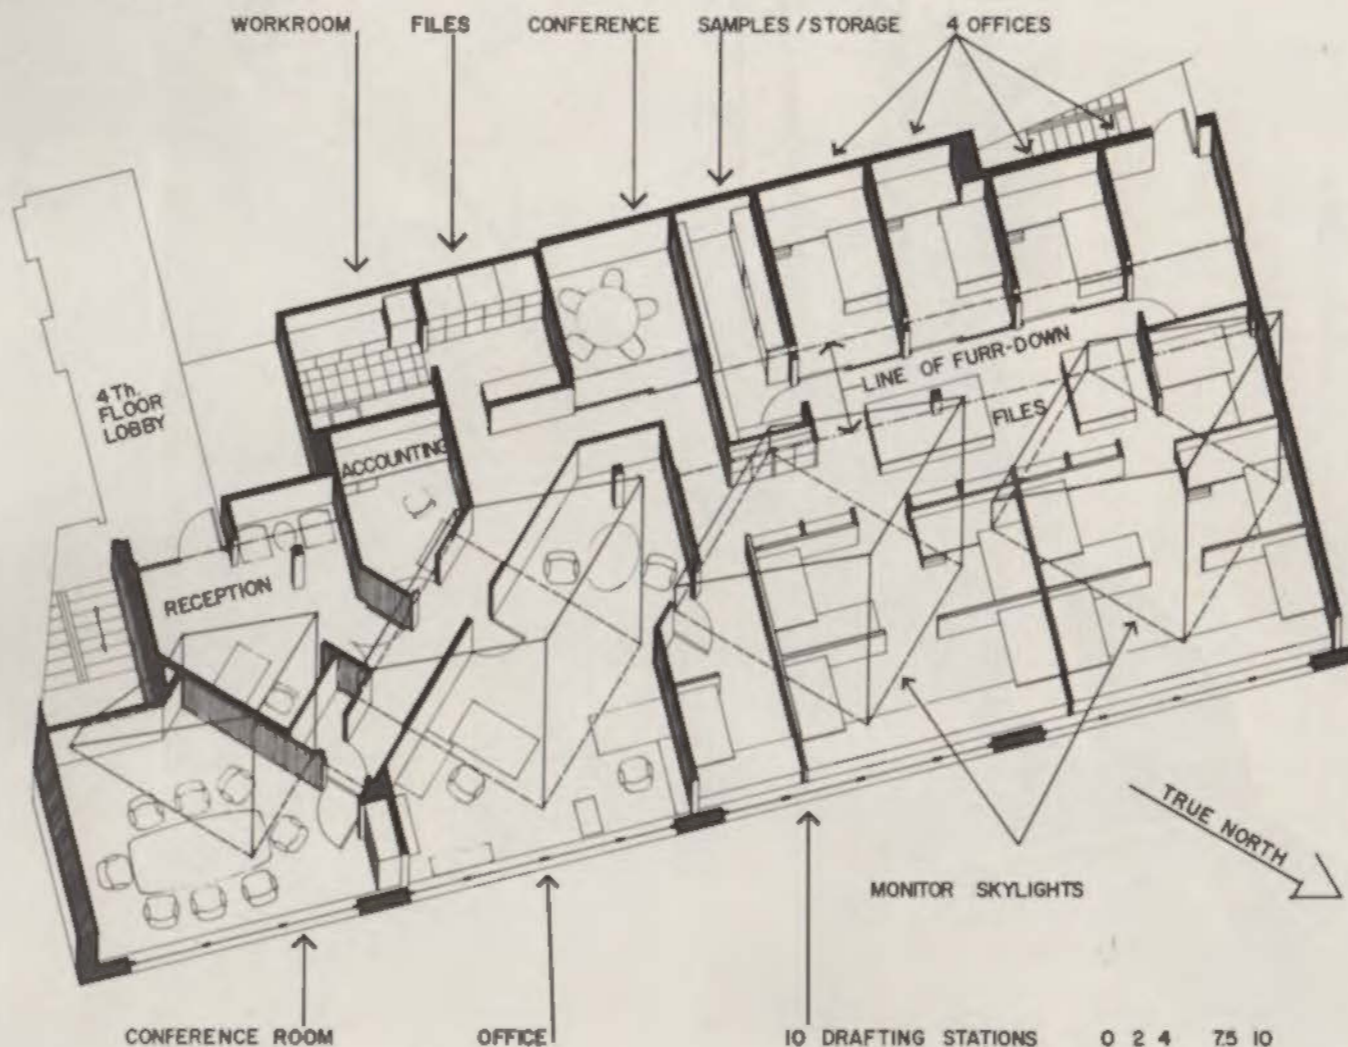 WORKROOM FILES CONFERENCE SAMPLES / STORAGE 4 OFFICES
4 Th.
FLOOR
LOBBY
ACCOUNTING
RECEPTION
LINE OF FURR-DOWN
FILES
TRUE NORTH
MONITOR SKYLIGHTS
CONFERENCE ROOM OFFICE 10 DRAFTING STATIONS 0 2 4 7.5 10